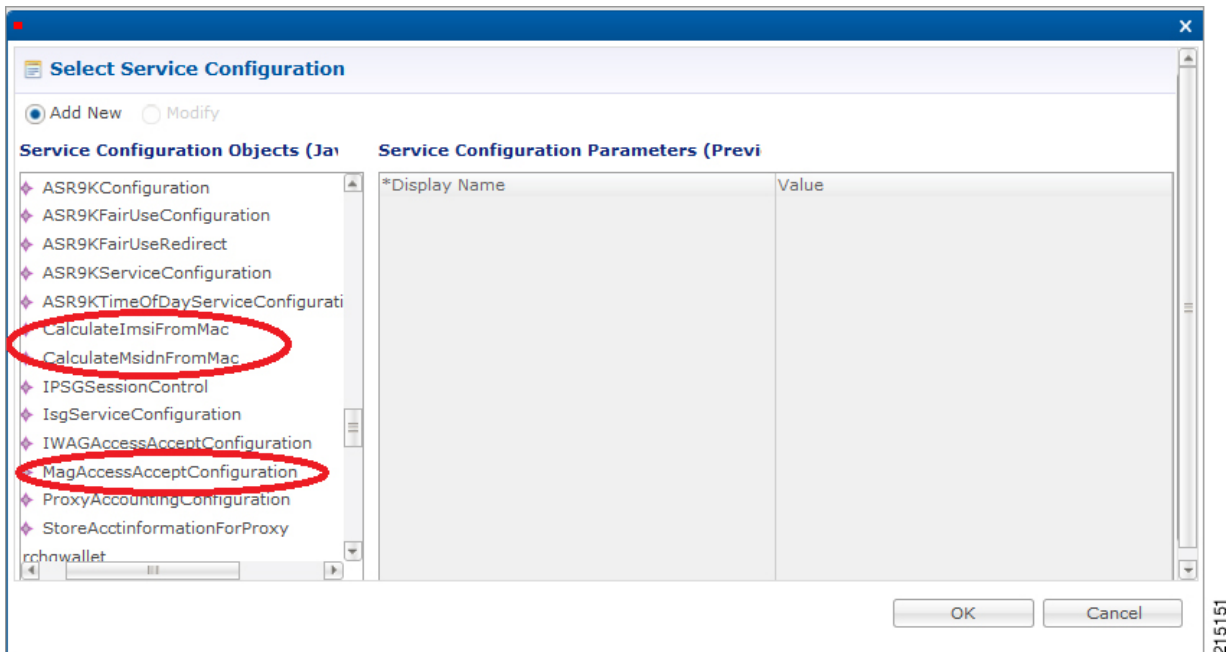 X
Select Service Configuration
Add New Modify
Service Configuration Objects (Jav
Service Configuration Parameters (Previ
*Display Name Value
ASR9KConfiguration
ASR9KFairUseConfiguration
ASR9KFairUseRedirect
ASR9KServiceConfiguration
ASR9KTimeOfDayServiceConfigurati
CalculateImsiFromMac
CalculateMsidnFromMac
IPSGSessionControl
IsgServiceConfiguration
IWAGAccessAcceptConfiguration
MagAccessAcceptConfiguration
ProxyAccountingConfiguration
StoreAcctinformationForProxy
rchgwallet
OK Cancel
215151